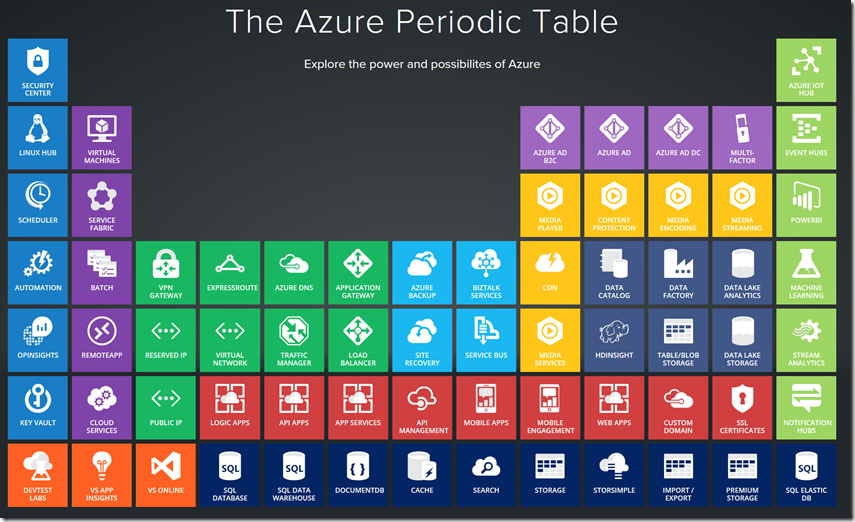 The Azure Periodic Table
Explore the power and possibilites of Azure
SECURITY
CENTER
AZURE IOT
HUB
LINUX HUB
VIRTUAL
MACHINES
AZURE AD
B2C
AZURE AD
AZURE AD DC
MULTI-
FACTOR
EVENT HUBS
SCHEDULER
SERVICE
FABRIC
MEDIA
PLAYER
CONTENT
PROTECTION
MEDIA
ENCODING
MEDIA
STREAMING
POWERBI
AUTOMATION
BATCH
VPN
GATEWAY
EXPRESSROUTE
AZURE DNS
APPLICATION
GATEWAY
AZURE
BACKUP
BIZTALK
SERVICES
CDN
DATA
CATALOG
DATA
FACTORY
DATA LAKE
ANALYTICS
MACHINE
LEARNING
OPINSIGHTS
REMOTEAPP
RESERVED IP
VIRTUAL
NETWORK
TRAFFIC
MANAGER
LOAD
BALANCER
SITE
RECOVERY
SERVICE BUS
MEDIA
SERVICES
HDINSIGHT
TABLE/BLOB
STORAGE
DATA LAKE
STORAGE
STREAM
ANALYTICS
KEY VAULT
CLOUD
SERVICES
PUBLIC IP
LOGIC APPS
API APPS
APP SERVICES
API
MANAGEMENT
MOBILE APPS
MOBILE
ENGAGEMENT
WEB APPS
CUSTOM
DOMAIN
SSL
CERTIFICATES
NOTIFICATION
HUBS
DEVTEST
LABS
VS APP
INSIGHTS
VS ONLINE
SQL
SQL
DATABASE
SQL
SQL DATA
WAREHOUSE
DOCUMENTDB
CACHE
SEARCH
STORAGE
STORSIMPLE
IMPORT /
EXPORT
PREMIUM
STORAGE
SQL
SQL ELASTIC
DB